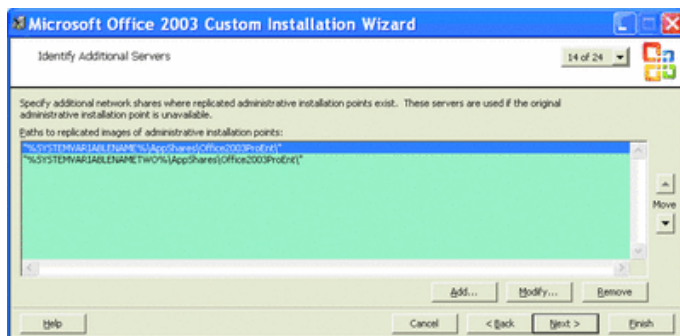 Microsoft Office 2003 Custom Installation Wizard
Identify Additional Servers
14 of 24
Specify additional network shares where replicated administrative installation points exist. These servers are used if the original
administrative installation point is unavailable.
Paths to replicated images of administrative installation points:
"%SYSTEMVARIABLENAME%\AppShares\Office2003ProEnt\"
"%SYSTEMVARIABLENAMETWO%\AppShares\Office2003ProEnt\"
Move
Add... Modify... Remove
Help Cancel < Back Next > Finish